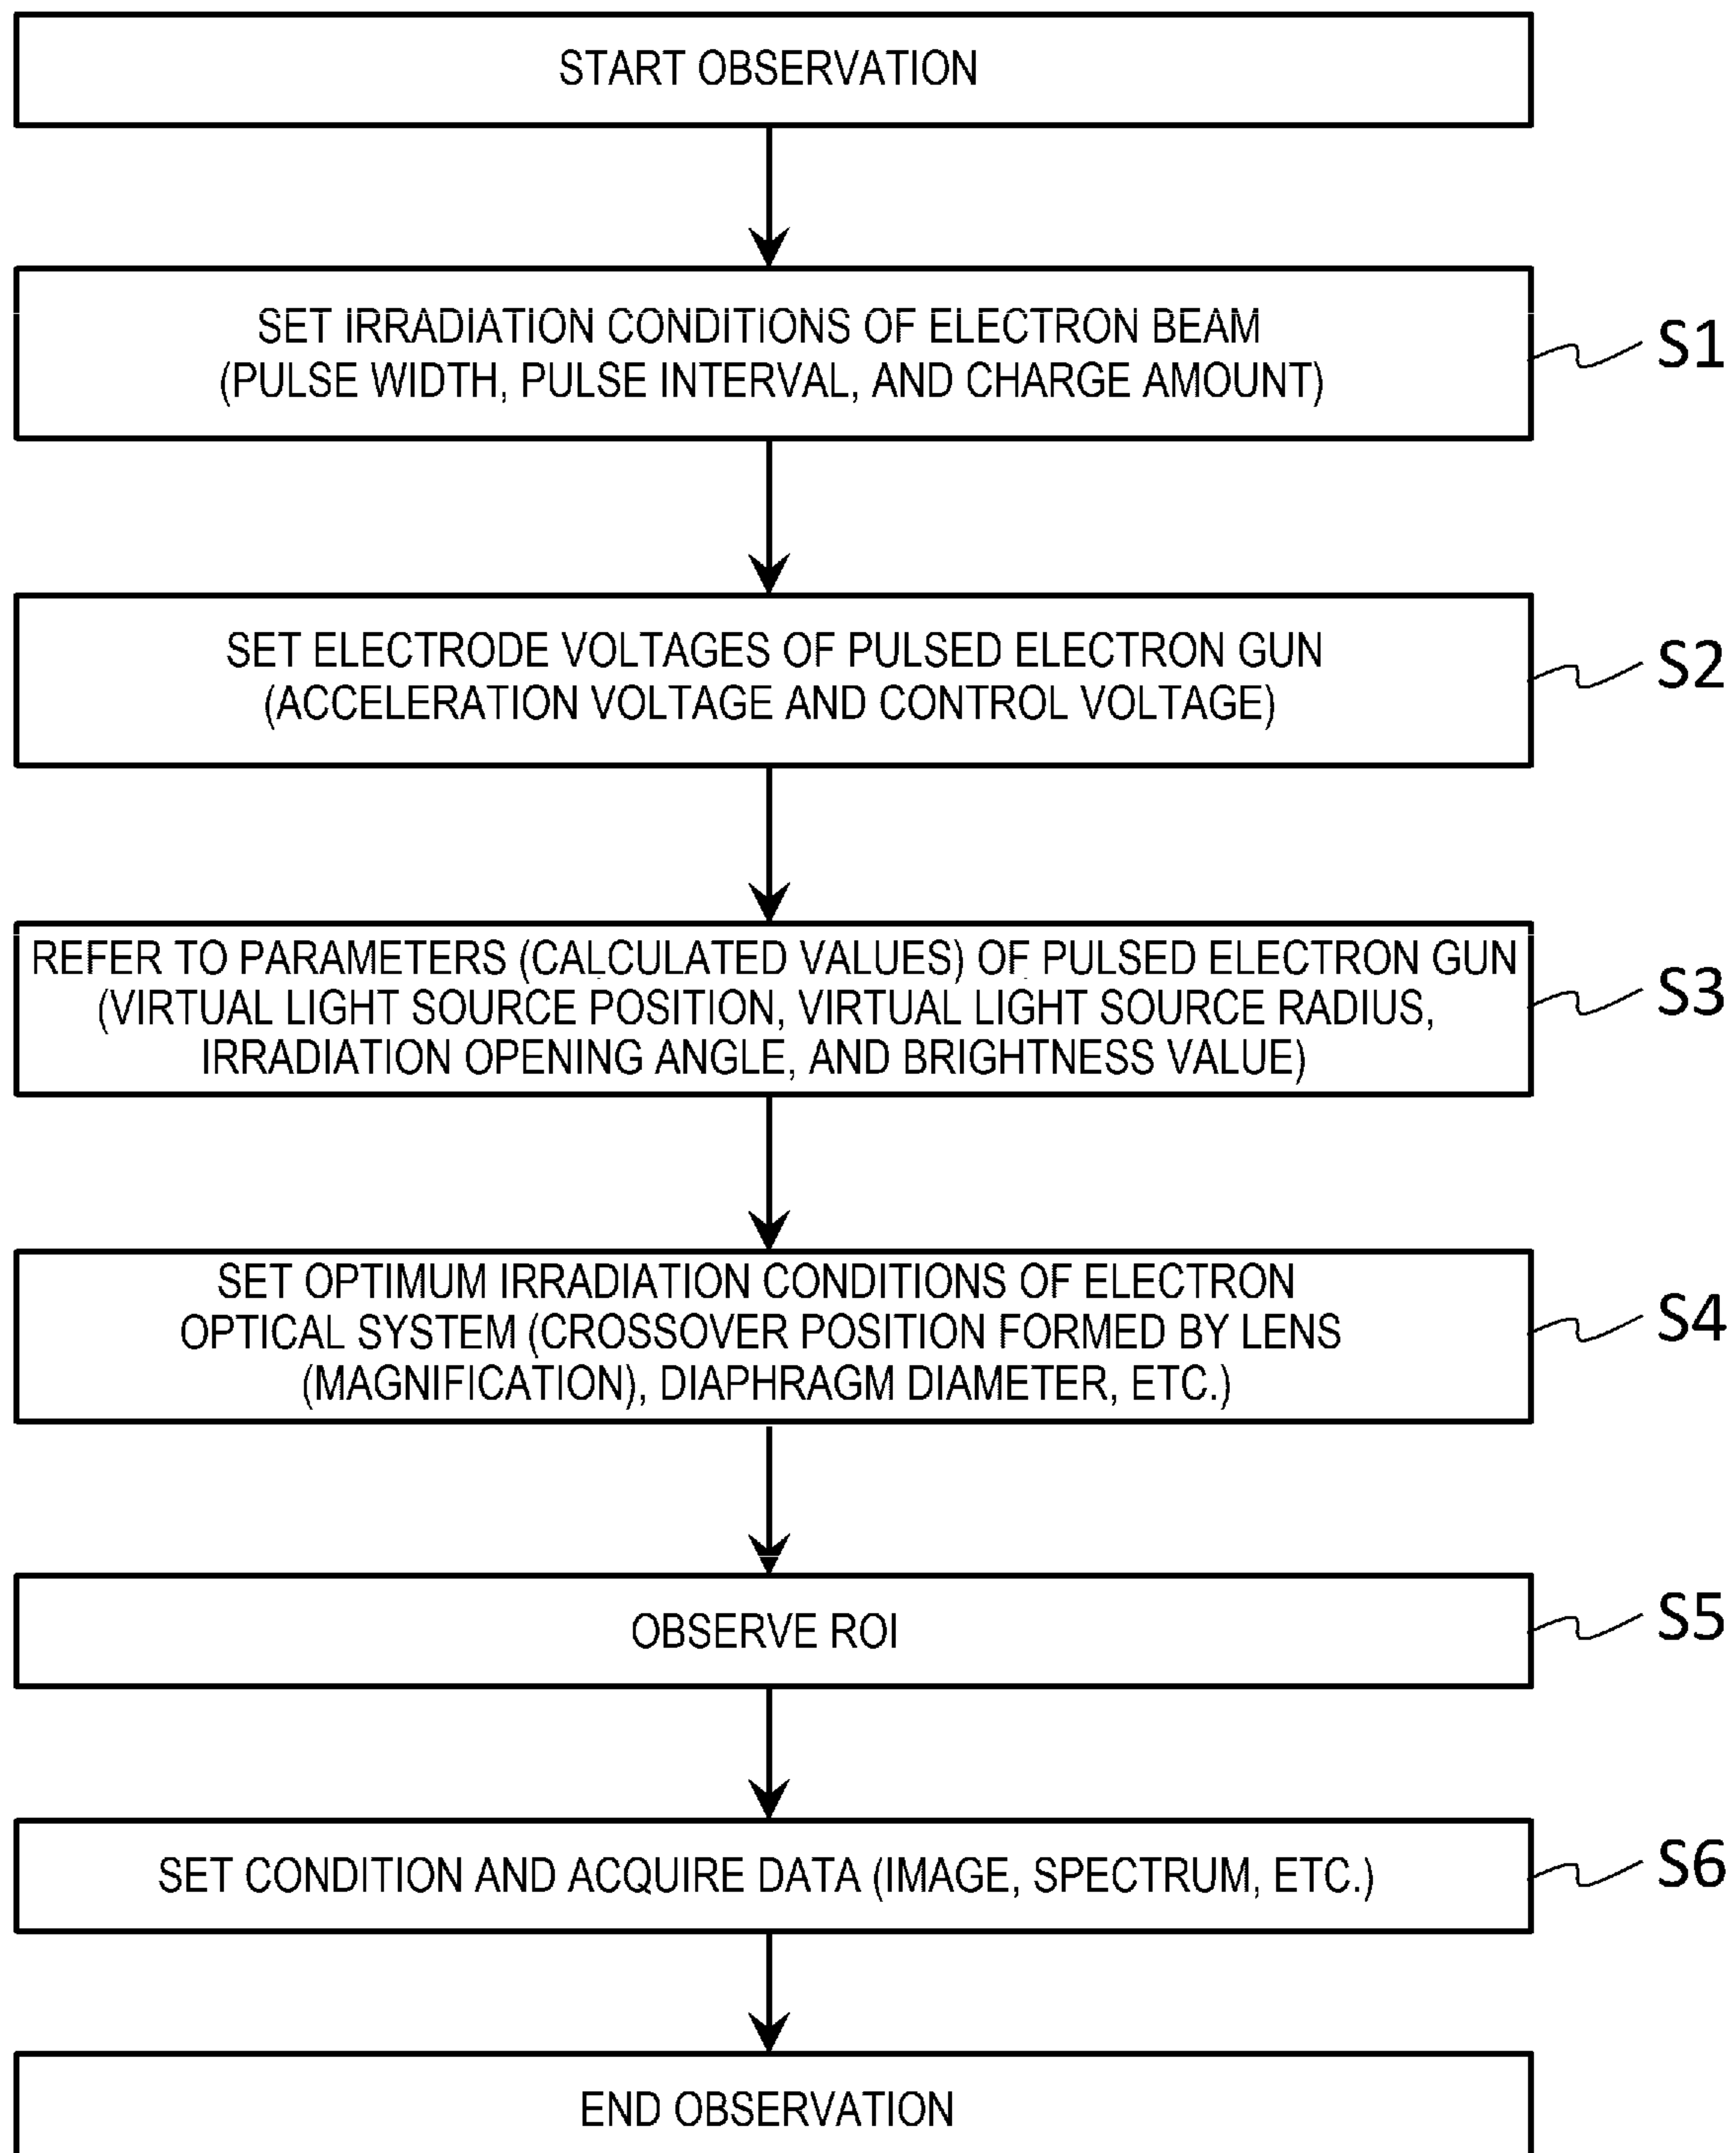 START OBSERVATION
SET IRRADIATION CONDITIONS OF ELECTRON BEAM
(PULSE WIDTH, PULSE INTERVAL, AND CHARGE AMOUNT)
S1
SET ELECTRODE VOLTAGES OF PULSED ELECTRON GUN
(ACCELERATION VOLTAGE AND CONTROL VOLTAGE)
S2
REFER TO PARAMETERS (CALCULATED VALUES) OF PULSED ELECTRON GUN
(VIRTUAL LIGHT SOURCE POSITION, VIRTUAL LIGHT SOURCE RADIUS,
IRRADIATION OPENING ANGLE, AND BRIGHTNESS VALUE)
S3
SET OPTIMUM IRRADIATION CONDITIONS OF ELECTRON
OPTICAL SYSTEM (CROSSOVER POSITION FORMED BY LENS
(MAGNIFICATION), DIAPHRAGM DIAMETER, ETC.)
S4
OBSERVE ROI
S5
SET CONDITION AND ACQUIRE DATA (IMAGE, SPECTRUM, ETC.)
S6
END OBSERVATION